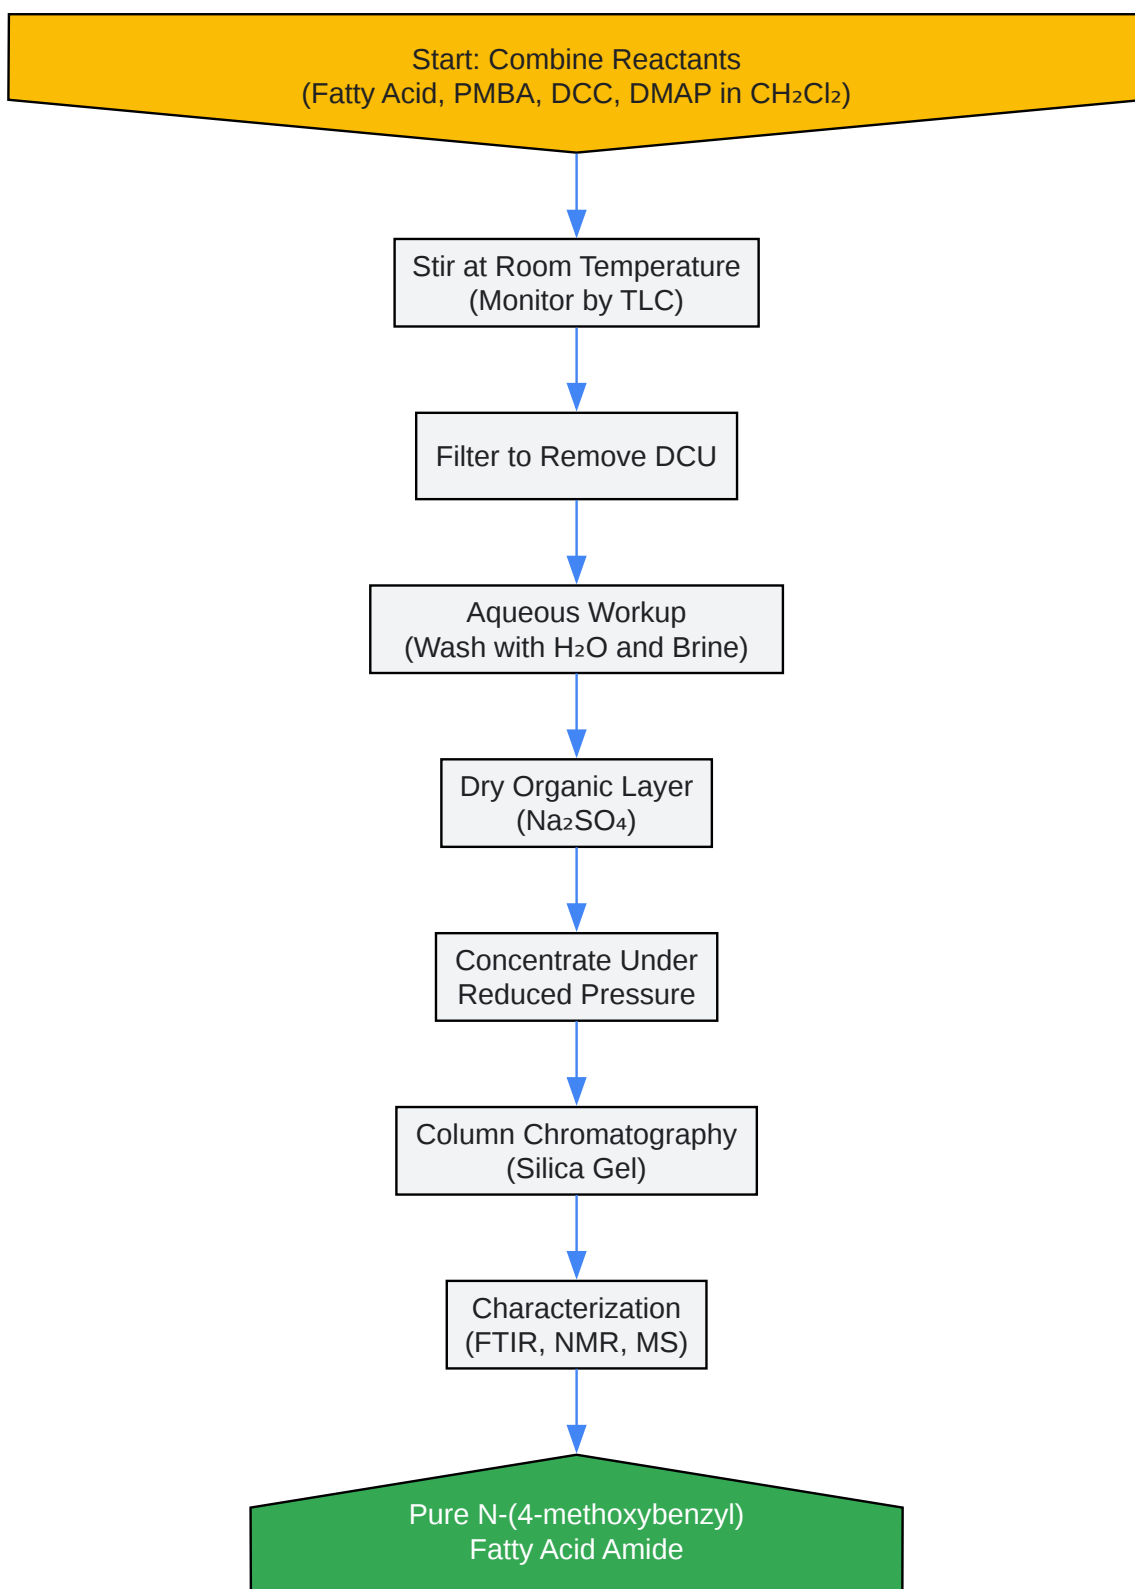 Start: Combine Reactants
(Fatty Acid, PMBA, DCC, DMAP in CH₂Cl₂)
Stir at Room Temperature
(Monitor by TLC)
Filter to Remove DCU
Aqueous Workup
(Wash with H₂O and Brine)
Dry Organic Layer
(Na₂SO₄)
Concentrate Under
Reduced Pressure
Column Chromatography
(Silica Gel)
Characterization
(FTIR, NMR, MS)
Pure N-(4-methoxybenzyl)
Fatty Acid Amide